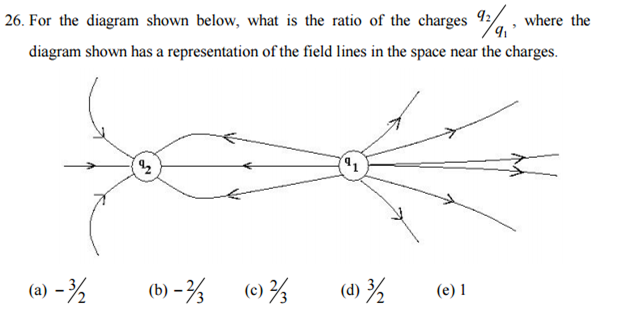 26. For the diagram shown below, what is the ratio of the charges q₂/q₁, where the
diagram shown has a representation of the field lines in the space near the charges.
q₂ q₁
(a) - 3/2 (b) - 2/3 (c) 2/3 (d) 3/2 (e) 1